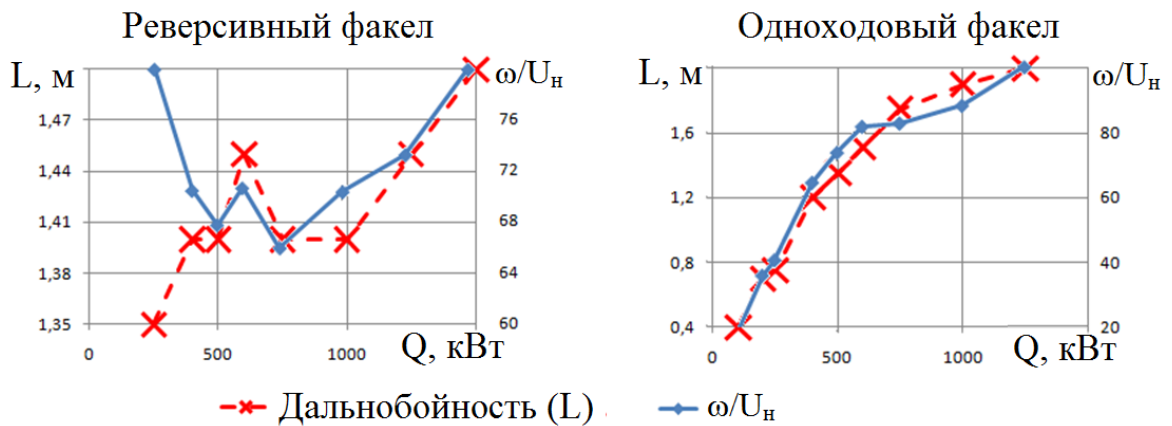 Реверсивный факел
L, м
ω/Uн
1,47
1,44
1,41
1,38
1,35
76
72
68
64
60
0
500
1000
Q, кВт
Одноходовый факел
L, м
ω/Uн
1,6
1,2
0,8
0,4
80
60
40
20
0
500
1000
Q, кВт
Дальнобойность (L)
ω/Uн